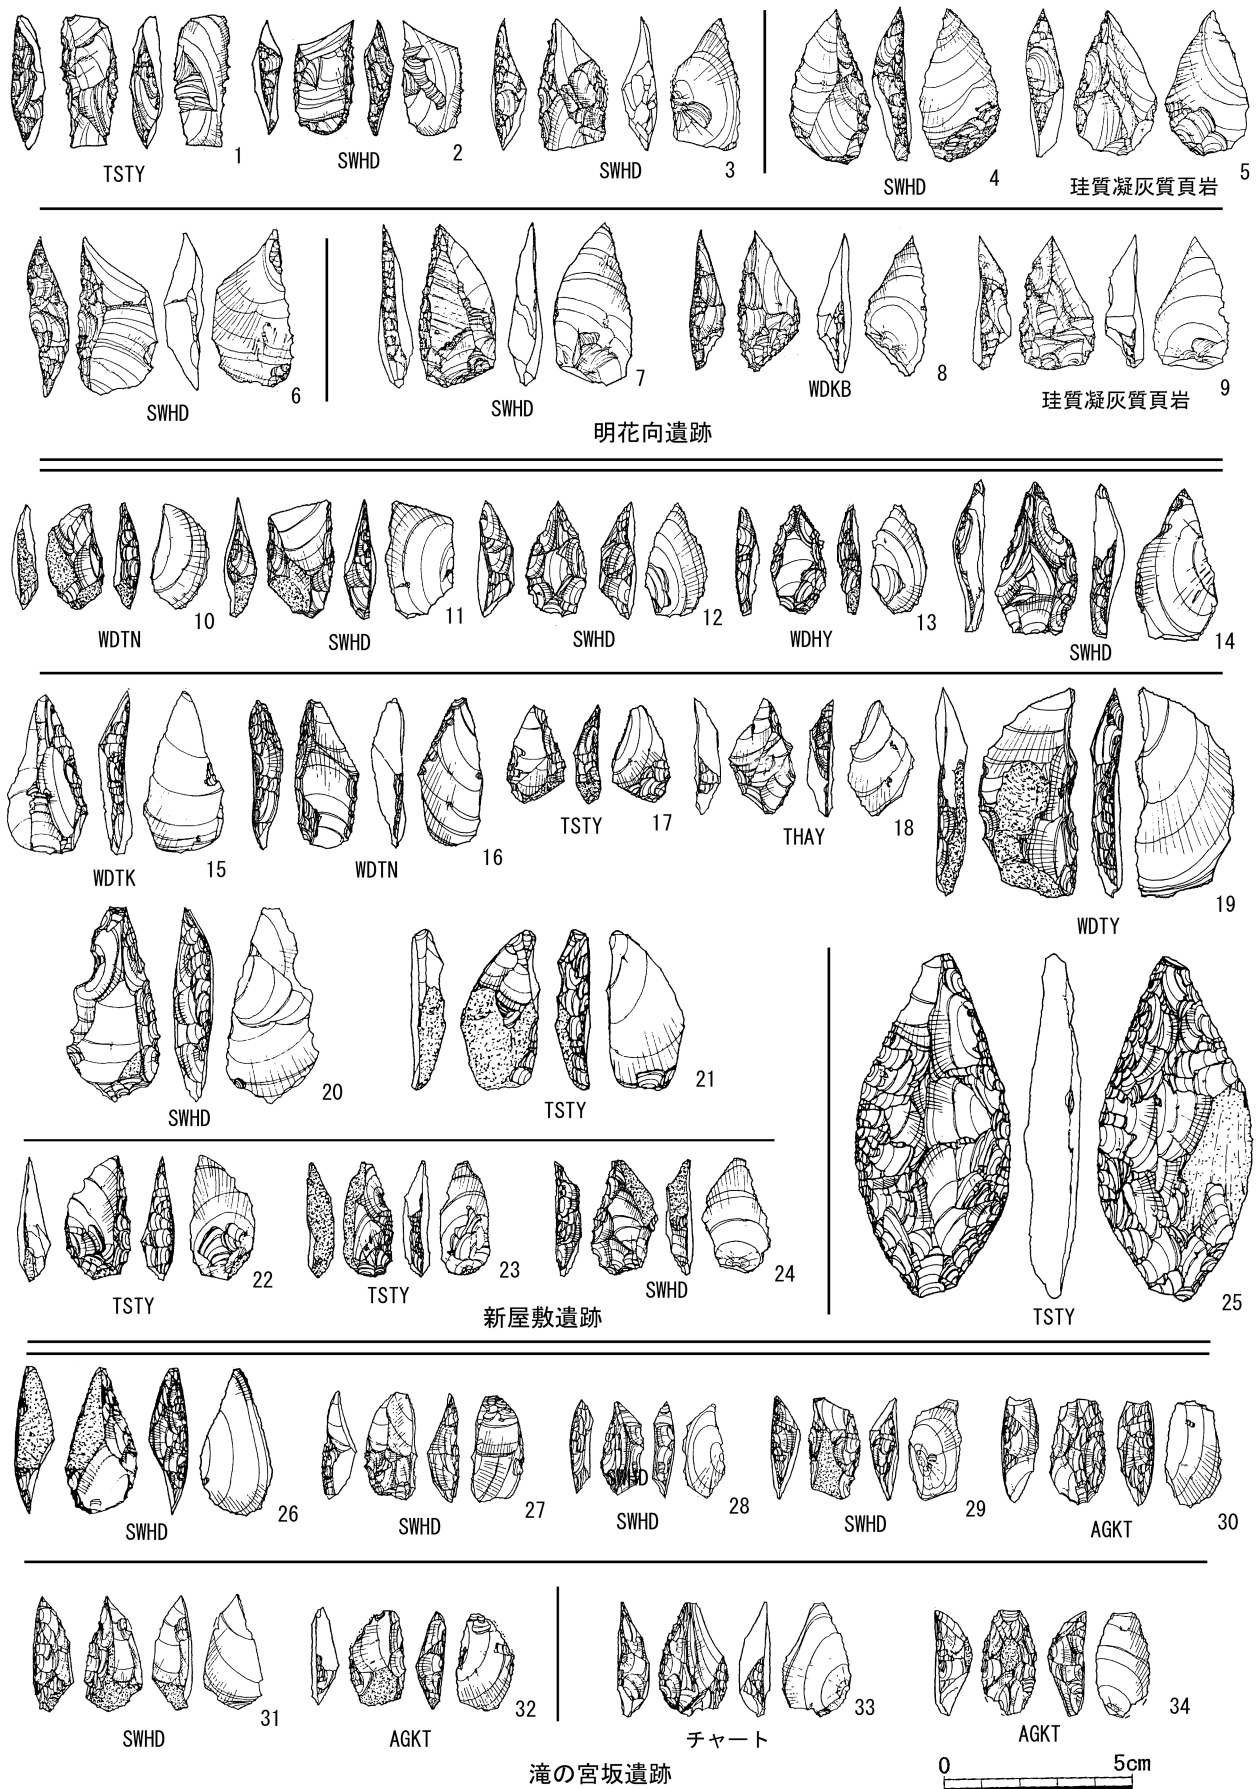 1
TSTY
2
SWHD
3
SWHD
4
SWHD
5
珪質凝灰質頁岩
6
SWHD
7
SWHD
8
WDKB
9
珪質凝灰質頁岩
明花向遺跡
10
WDTN
11
SWHD
12
SWHD
13
WDHY
14
SWHD
15
WDTK
16
WDTN
17
TSTY
18
THAY
19
WDTY
20
SWHD
21
TSTY
22
TSTY
23
TSTY
24
SWHD
新屋敷遺跡
25
TSTY
26
SWHD
27
SWHD
SWHD
28
SWHD
29
SWHD
30
AGKT
31
SWHD
32
AGKT
33
チャート
34
AGKT
滝の宮坂遺跡
0 5cm